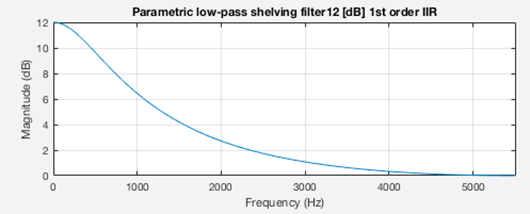 Parametric low-pass shelving filter12 [dB] 1st order IIR
12
10
8
6
4
2
0
Magnitude (dB)
0 1000 2000 3000 4000 5000
Frequency (Hz)